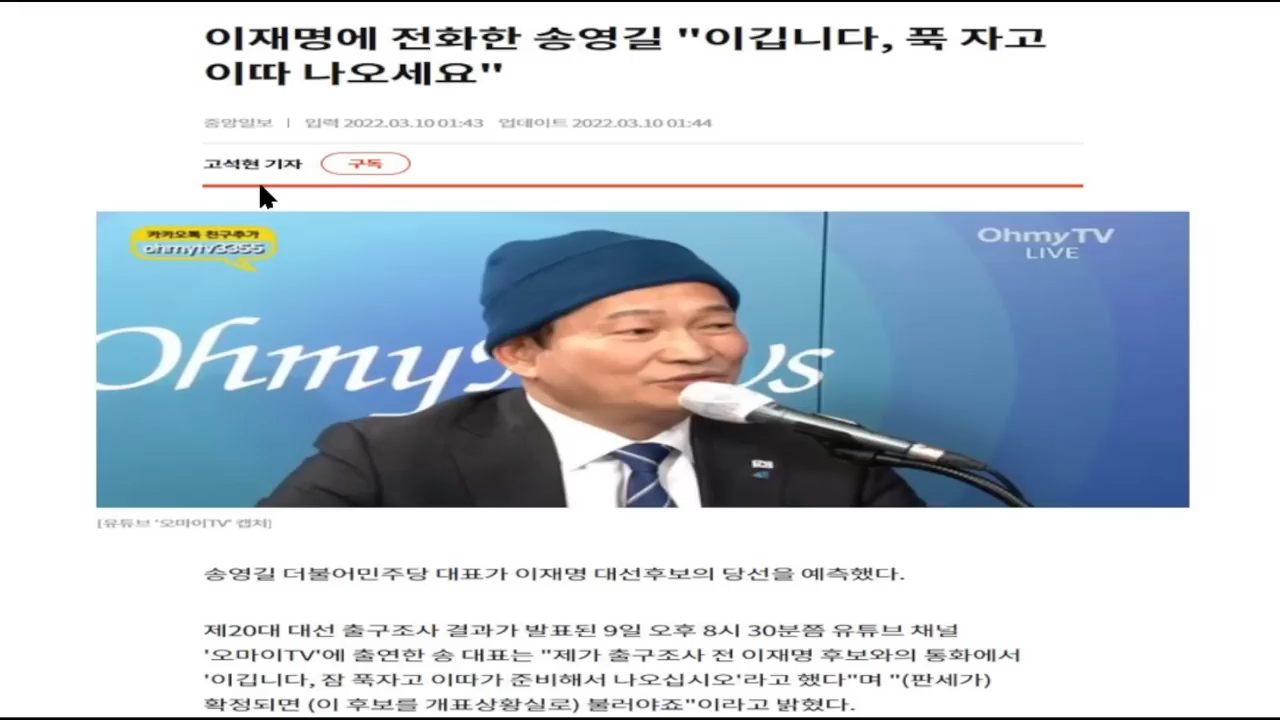 이재명에 전화한 송영길 "이깁니다, 푹 자고
이따 나오세요"
중앙일보 | 입력 2022.03.10 01:43 업데이트 2022.03.10 01:44
고석현 기자 구독
카카오톡 친구추가
ohmytv3355
OhmyTV
LIVE
[유튜브 '오마이TV' 캡처]
송영길 더불어민주당 대표가 이재명 대선후보의 당선을 예측했다.
제20대 대선 출구조사 결과가 발표된 9일 오후 8시 30분쯤 유튜브 채널
'오마이TV'에 출연한 송 대표는 "제가 출구조사 전 이재명 후보와의 통화에서
'이깁니다, 잠 푹자고 이따가 준비해서 나오십시오'라고 했다"며 "(판세가)
확정되면 (이 후보를 개표상황실로) 불러야죠"이라고 밝혔다.